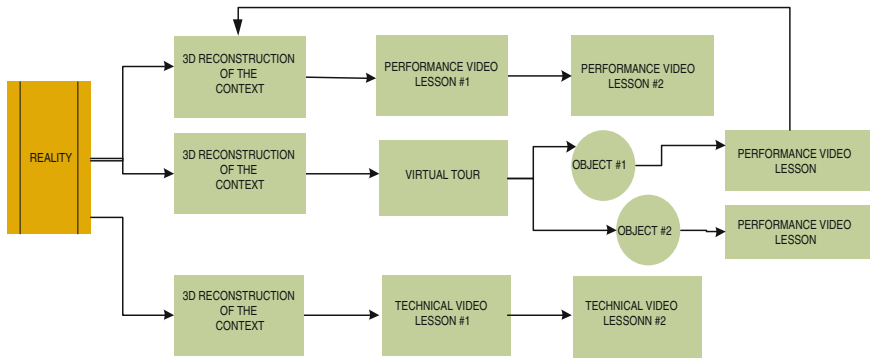 REALITY
3D RECONSTRUCTION
OF THE
CONTEXT
PERFORMANCE VIDEO
LESSON #1
PERFORMANCE VIDEO
LESSON #2
3D RECONSTRUCTION
OF THE
CONTEXT
VIRTUAL TOUR
OBJECT #1
PERFORMANCE VIDEO
LESSON
OBJECT #2
PERFORMANCE VIDEO
LESSON
3D RECONSTRUCTION
OF THE
CONTEXT
TECHNICAL VIDEO
LESSON #1
TECHNICAL VIDEO
LESSONN #2